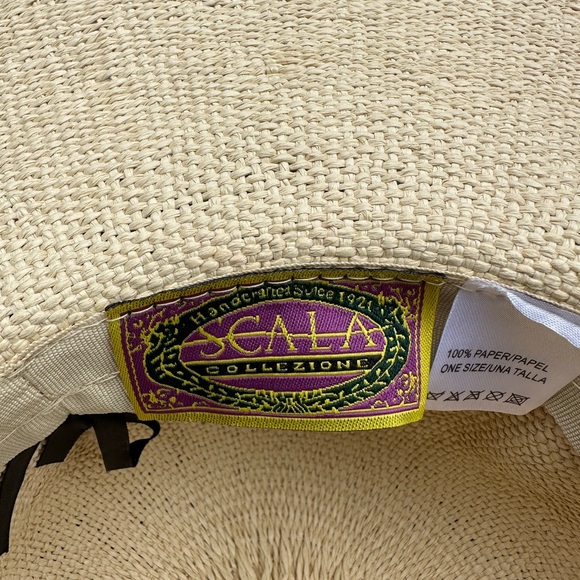 Handcrafted Since 1921
SCALA
COLLEZIONE
100% PAPER/PAPEL
ONE SIZE/UNA TALLA